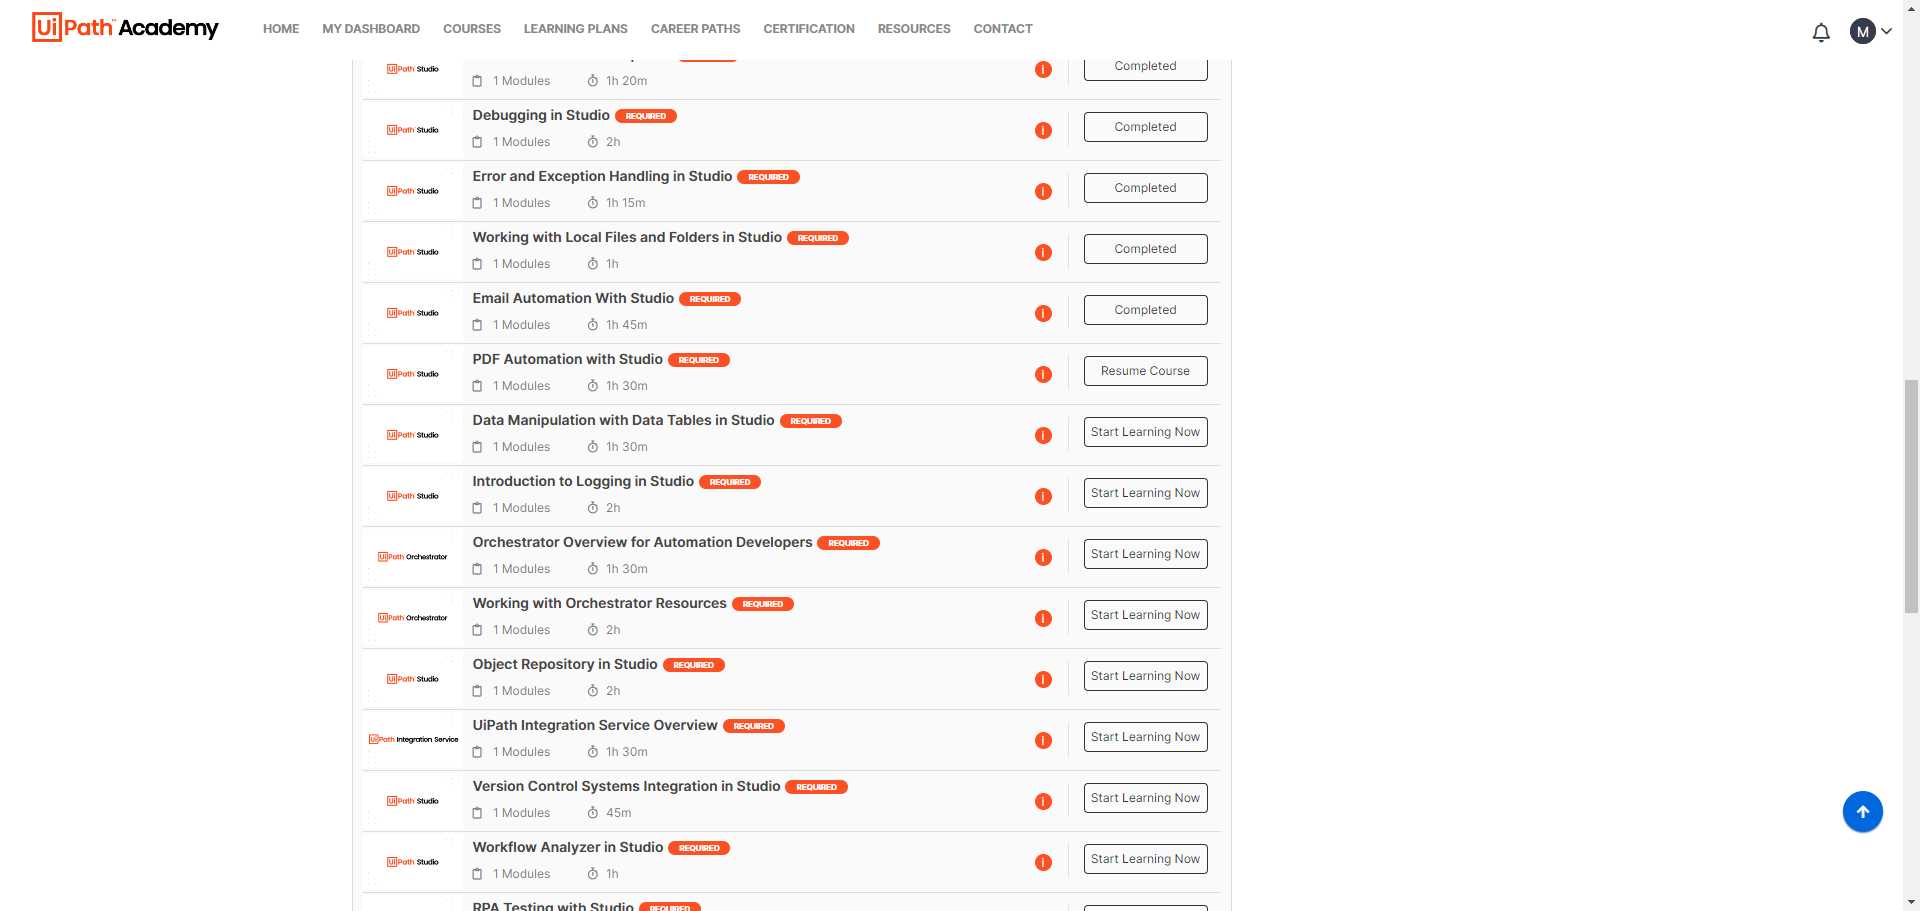 UiPath Academy
HOME MY DASHBOARD COURSES LEARNING PLANS CAREER PATHS CERTIFICATION RESOURCES CONTACT M
UiPath Studio
1 Modules 1h 20m
i
Completed
UiPath Studio
Debugging in Studio REQUIRED
1 Modules 2h
i
Completed
UiPath Studio
Error and Exception Handling in Studio REQUIRED
1 Modules 1h 15m
i
Completed
UiPath Studio
Working with Local Files and Folders in Studio REQUIRED
1 Modules 1h
i
Completed
UiPath Studio
Email Automation With Studio REQUIRED
1 Modules 1h 45m
i
Completed
UiPath Studio
PDF Automation with Studio REQUIRED
1 Modules 1h 30m
i
Resume Course
UiPath Studio
Data Manipulation with Data Tables in Studio REQUIRED
1 Modules 1h 30m
i
Start Learning Now
UiPath Studio
Introduction to Logging in Studio REQUIRED
1 Modules 2h
i
Start Learning Now
UiPath Orchestrator
Orchestrator Overview for Automation Developers REQUIRED
1 Modules 1h 30m
i
Start Learning Now
UiPath Orchestrator
Working with Orchestrator Resources REQUIRED
1 Modules 2h
i
Start Learning Now
UiPath Studio
Object Repository in Studio REQUIRED
1 Modules 2h
i
Start Learning Now
UiPath Integration Service
UiPath Integration Service Overview REQUIRED
1 Modules 1h 30m
i
Start Learning Now
UiPath Studio
Version Control Systems Integration in Studio REQUIRED
1 Modules 45m
i
Start Learning Now
UiPath Studio
Workflow Analyzer in Studio REQUIRED
1 Modules 1h
i
Start Learning Now
RPA Testing with Studio REQUIRED